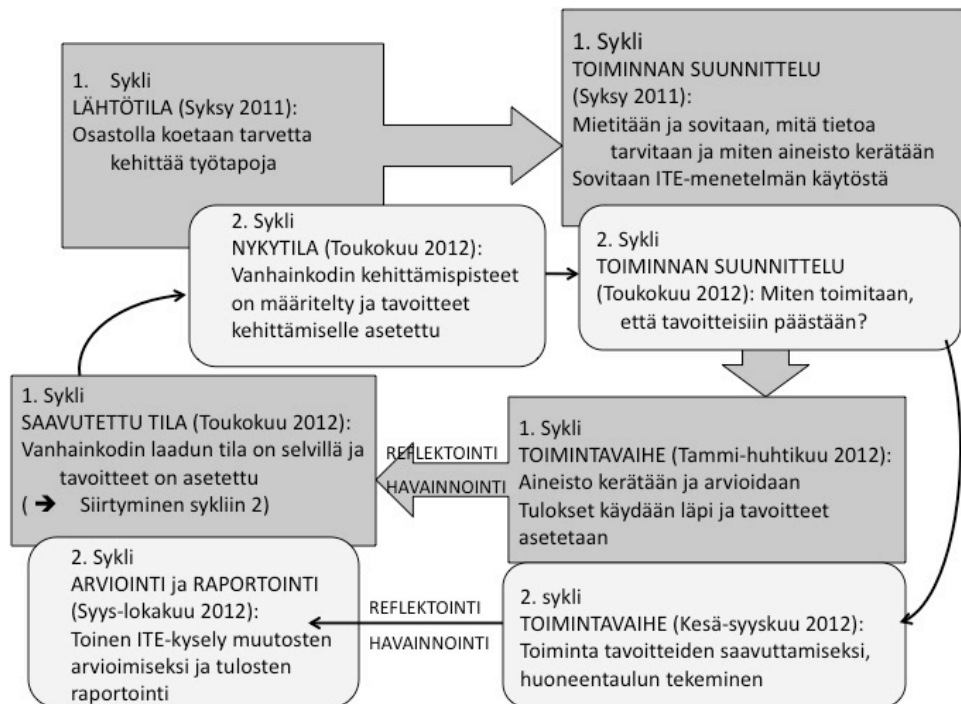 1. Sykli
LÄHTÖTILA (Syksy 2011):
Osastolla koetaan tarvetta
kehittää työtapoja
1. Sykli
TOIMINNAN SUUNNITTELU
(Syksy 2011):
Mietitään ja sovitaan, mitä tietoa
tarvitaan ja miten aineisto kerätään
Sovitaan ITE-menetelmän käytöstä
2. Sykli
NYKYTILA (Toukokuu 2012):
Vanhainkodin kehittämispisteet
on määritelty ja tavoitteet
kehittämiselle asetettu
2. Sykli
TOIMINNAN SUUNNITTELU
(Toukokuu 2012): Miten toimitaan,
että tavoitteisiin päästään?
1. Sykli
SAAVUTETTU TILA (Toukokuu 2012):
Vanhainkodin laadun tila on selvillä ja
tavoitteet on asetettu
( ➔ Siirtyminen sykliin 2)
REFLEKTOINTI
HAVAINNOINTI
1. Sykli
TOIMINTAVAIHE (Tammi-huhtikuu 2012):
Aineisto kerätään ja arvioidaan
Tulokset käydään läpi ja tavoitteet
asetetaan
2. Sykli
ARVIOINTI ja RAPORTOINTI
(Syys-lokakuu 2012):
Toinen ITE-kysely muutosten
arvioimiseksi ja tulosten
raportointi
REFLEKTOINTI
HAVAINNOINTI
2. sykli
TOIMINTAVAIHE (Kesä-syyskuu 2012):
Toiminta tavoitteiden saavuttamiseksi,
huoneentaulun tekeminen